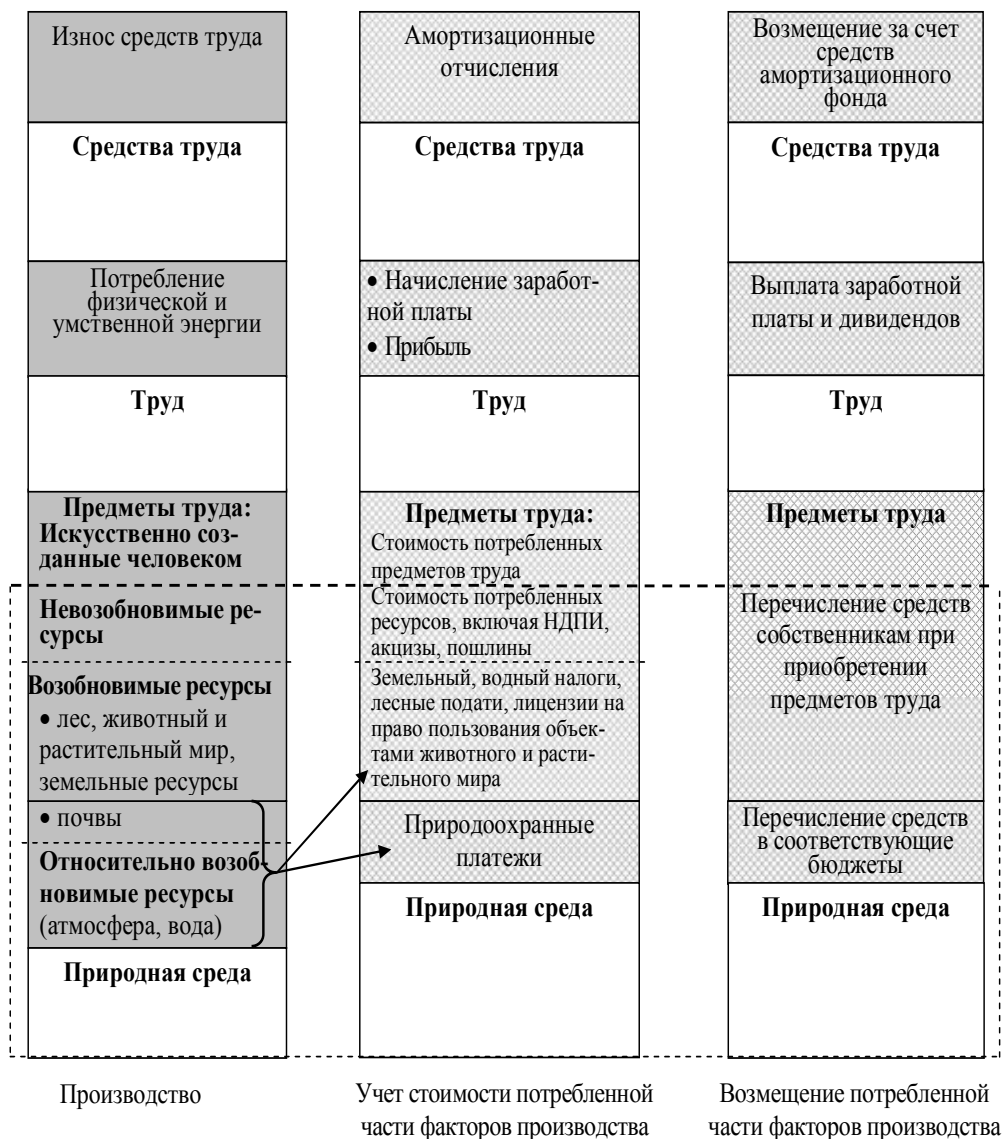 Износ средств труда
Средства труда
Потребление
физической и
умственной энергии
Труд
Предметы труда:
Искусственно соз-
данные человеком
Невозобновимые ре-
сурсы
Возобновимые ресурсы
• лес, животный и
растительный мир,
земельные ресурсы
• почвы
Относительно возоб-
новимые ресурсы
(атмосфера, вода)
Природная среда
Производство
Амортизационные
отчисления
Средства труда
• Начисление заработ-
ной платы
• Прибыль
Труд
Предметы труда:
Стоимость потребленных
предметов труда
Стоимость потребленных
ресурсов, включая НДПИ,
акцизы, пошлины
Земельный, водный налоги,
лесные подати, лицензии на
право пользования объек-
тами животного и расти-
тельного мира
Природоохранные
платежи
Природная среда
Учет стоимости потребленной
части факторов производства
Возмещение за счет
средств
амортизационного
фонда
Средства труда
Выплата заработной
платы и дивидендов
Труд
Предметы труда
Перечисление средств
собственникам при
приобретении
предметов труда
Перечисление средств
в соответствующие
бюджеты
Природная среда
Возмещение потребленной
части факторов производства